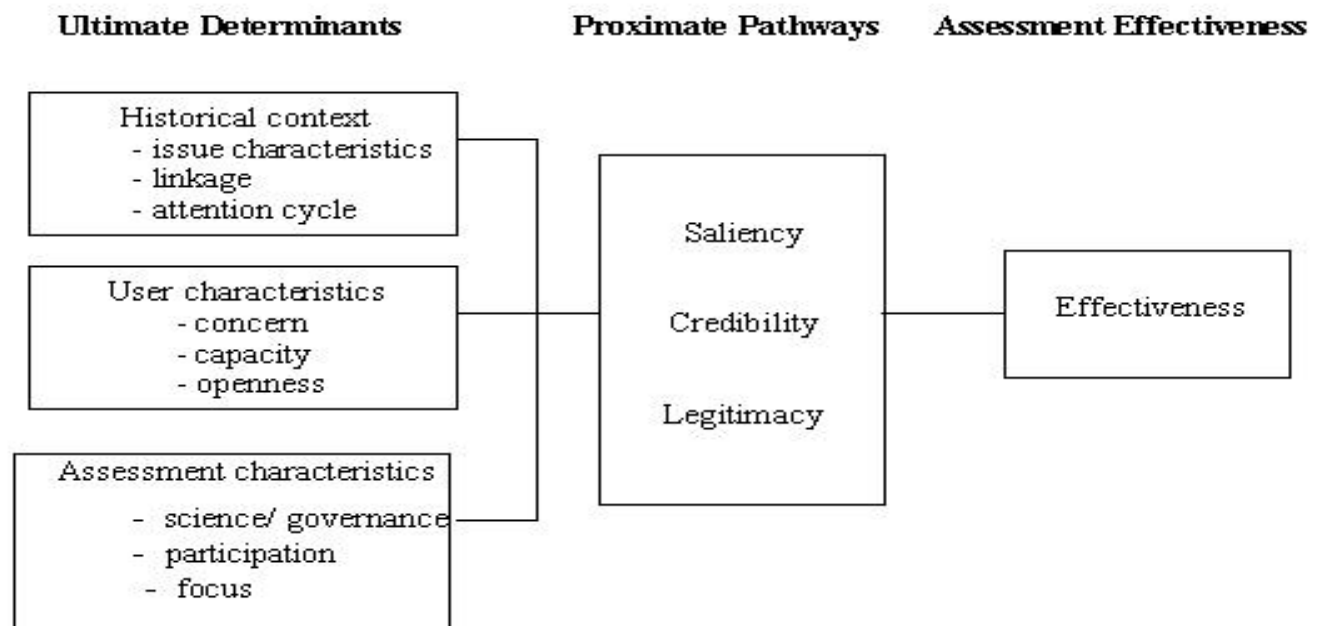 Ultimate Determinants
Proximate Pathways
Assessment Effectiveness
Historical context
- issue characteristics
- linkage
- attention cycle
User characteristics
- concern
- capacity
- openness
Assessment characteristics
- science/ governance
- participation
- focus
Saliency
Credibility
Legitimacy
Effectiveness